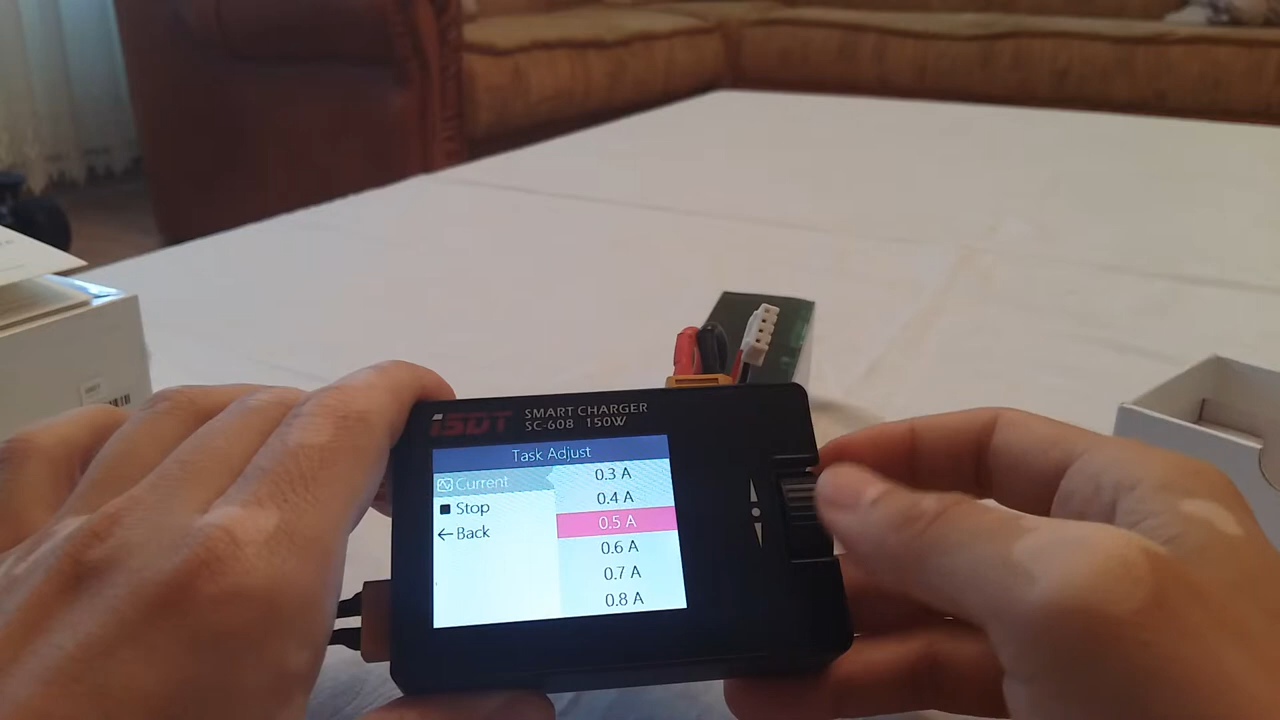 iSDT
SMART CHARGER
SC-608 150W
Task Adjust
Current
Stop
Back
0.3 A
0.4 A
0.5 A
0.6 A
0.7 A
0.8 A